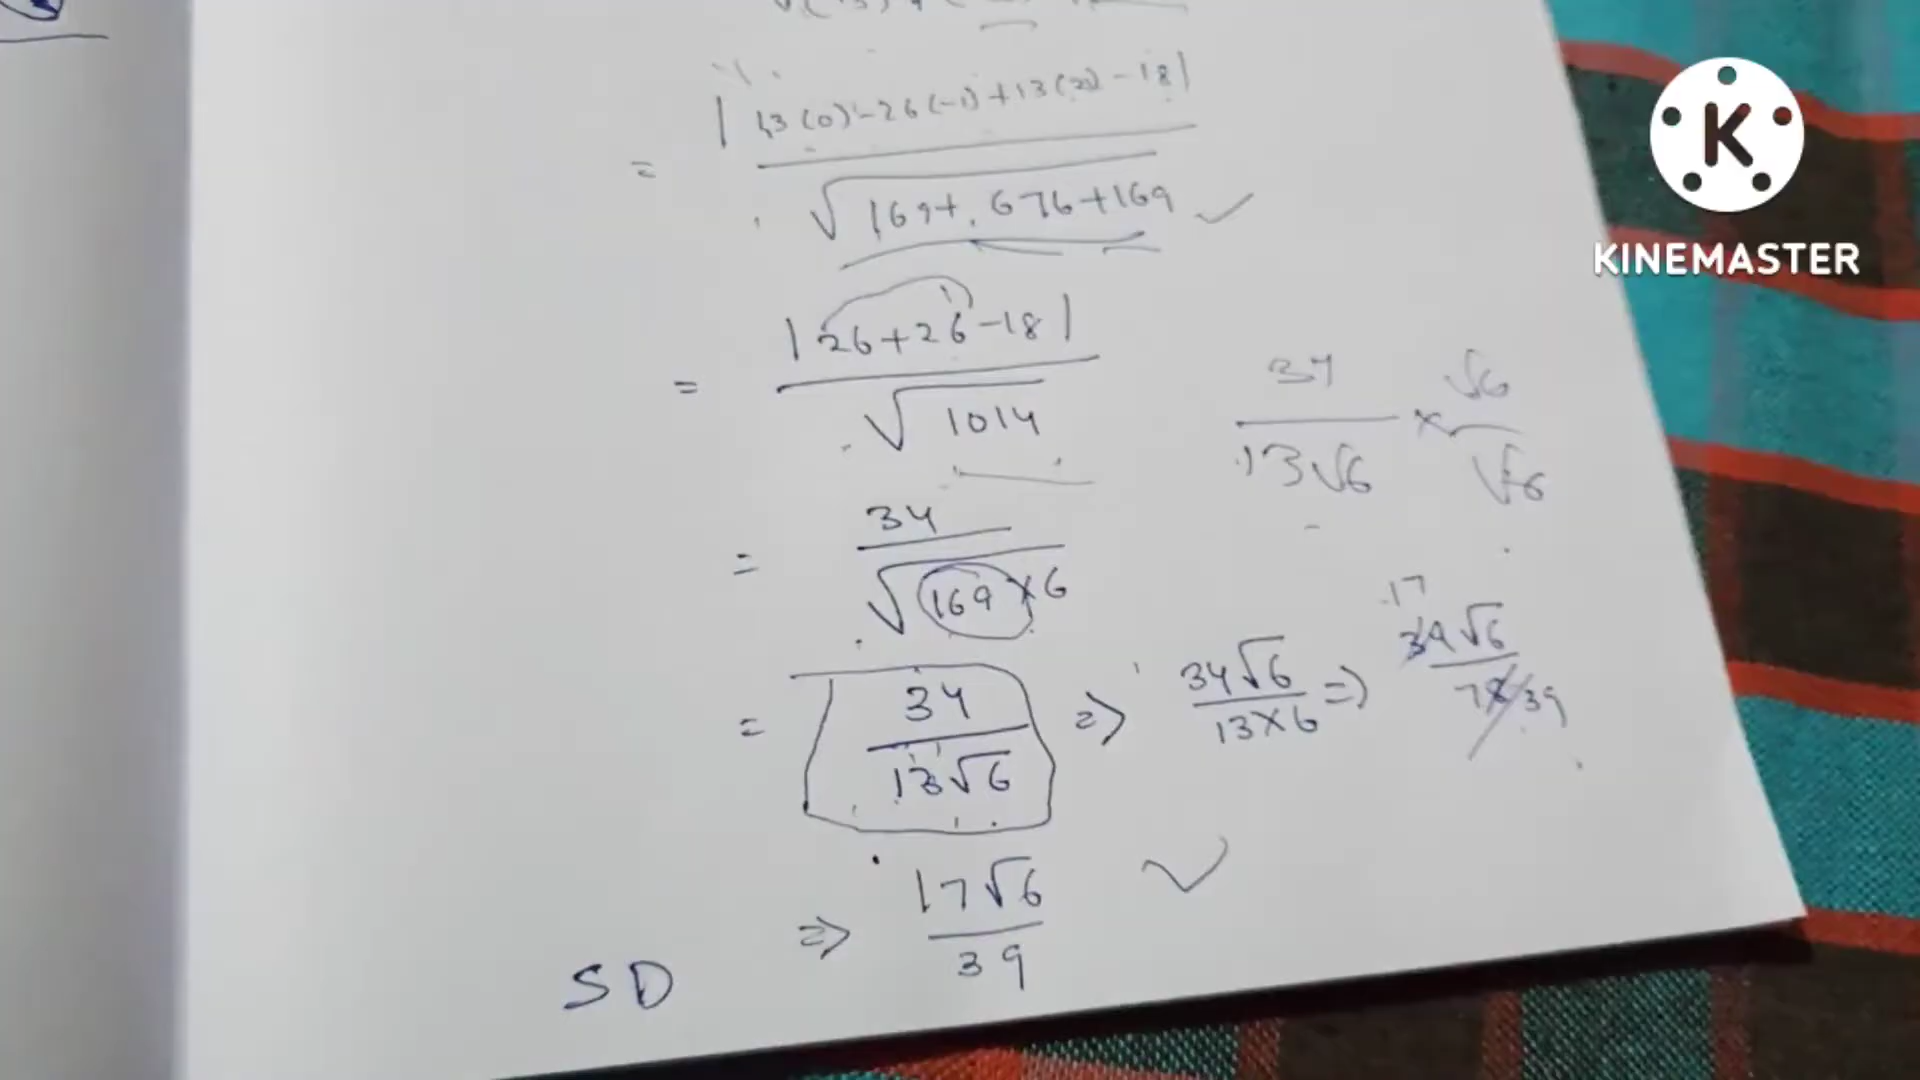 = |13(0)-26(-1)+13(2)-18|
√169+676+169
= |26+26-18|
√1014
34/13√6 × √6/√6
= 34
√169×6
= 34/13√6 ⇒ 34√6/13×6 ⇒ 34√6/78 17 39
⇒ 17√6/39
SD
K
KINEMASTER